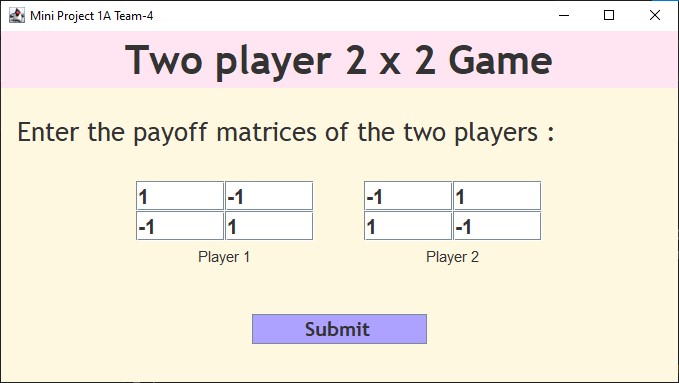 Mini Project 1A Team-4
Two player 2 x 2 Game
Enter the payoff matrices of the two players :
1 -1 -1 1
-1 1 1 -1
Player 1 Player 2
Submit